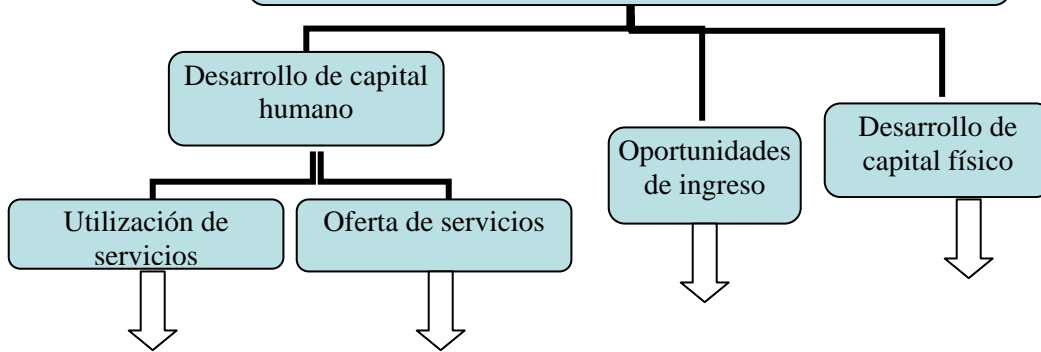 Desarrollo de capital
humano
Oportunidades
de ingreso
Desarrollo de
capital físico
Utilización de
servicios
Oferta de servicios